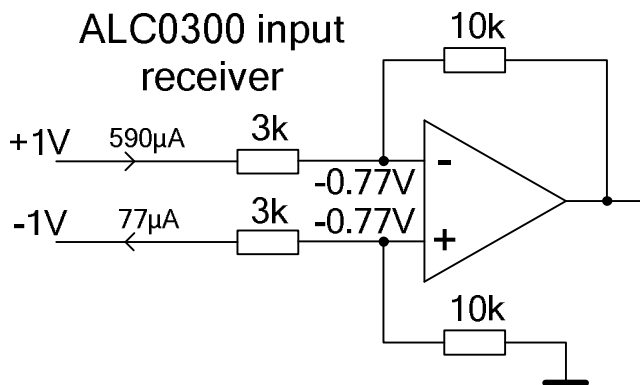 ALC0300 input
receiver
10k
+1V
590µA
3k
-
-0.77V
-1V
77µA
3k
-0.77V
+
10k